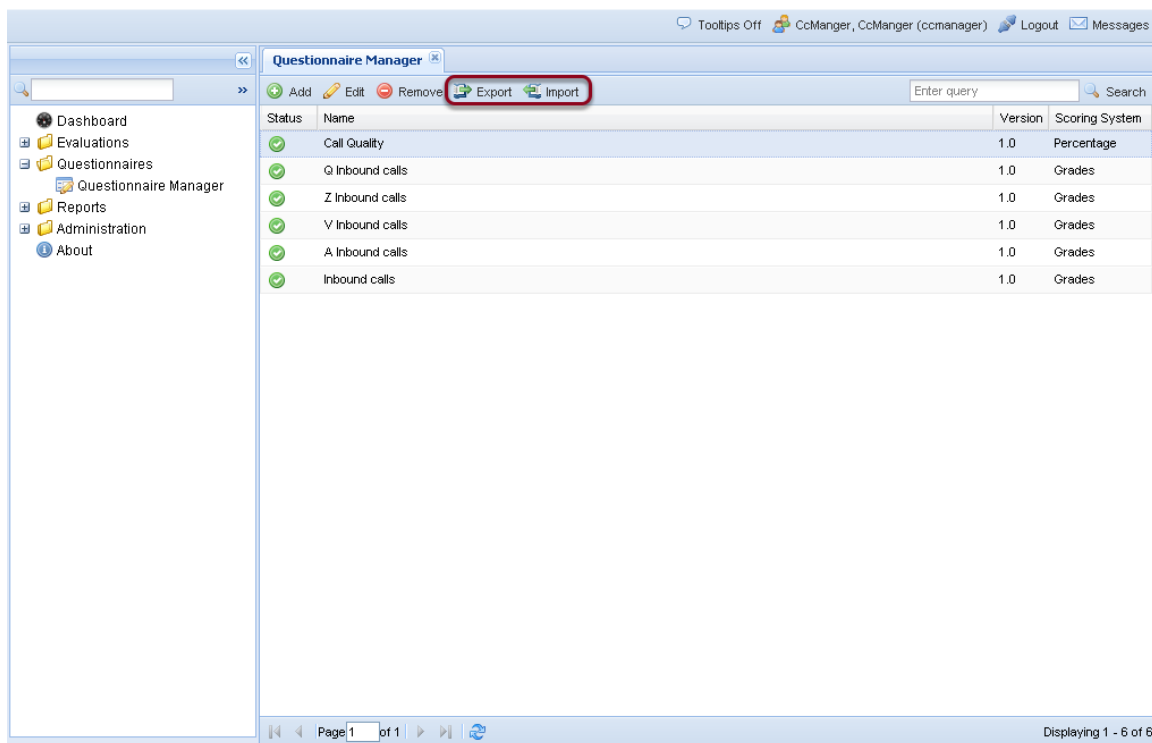 Tooltips Off CcManger, CcManger (ccmanager) Logout Messages
Questionnaire Manager
Add Edit Remove Export Import Enter query Search
Dashboard
Evaluations
Questionnaires
Questionnaire Manager
Reports
Administration
About
Status Name Version Scoring System
Call Quality 1.0 Percentage
Q Inbound calls 1.0 Grades
Z Inbound calls 1.0 Grades
V Inbound calls 1.0 Grades
A Inbound calls 1.0 Grades
Inbound calls 1.0 Grades
Page 1 of 1 Displaying 1 - 6 of 6